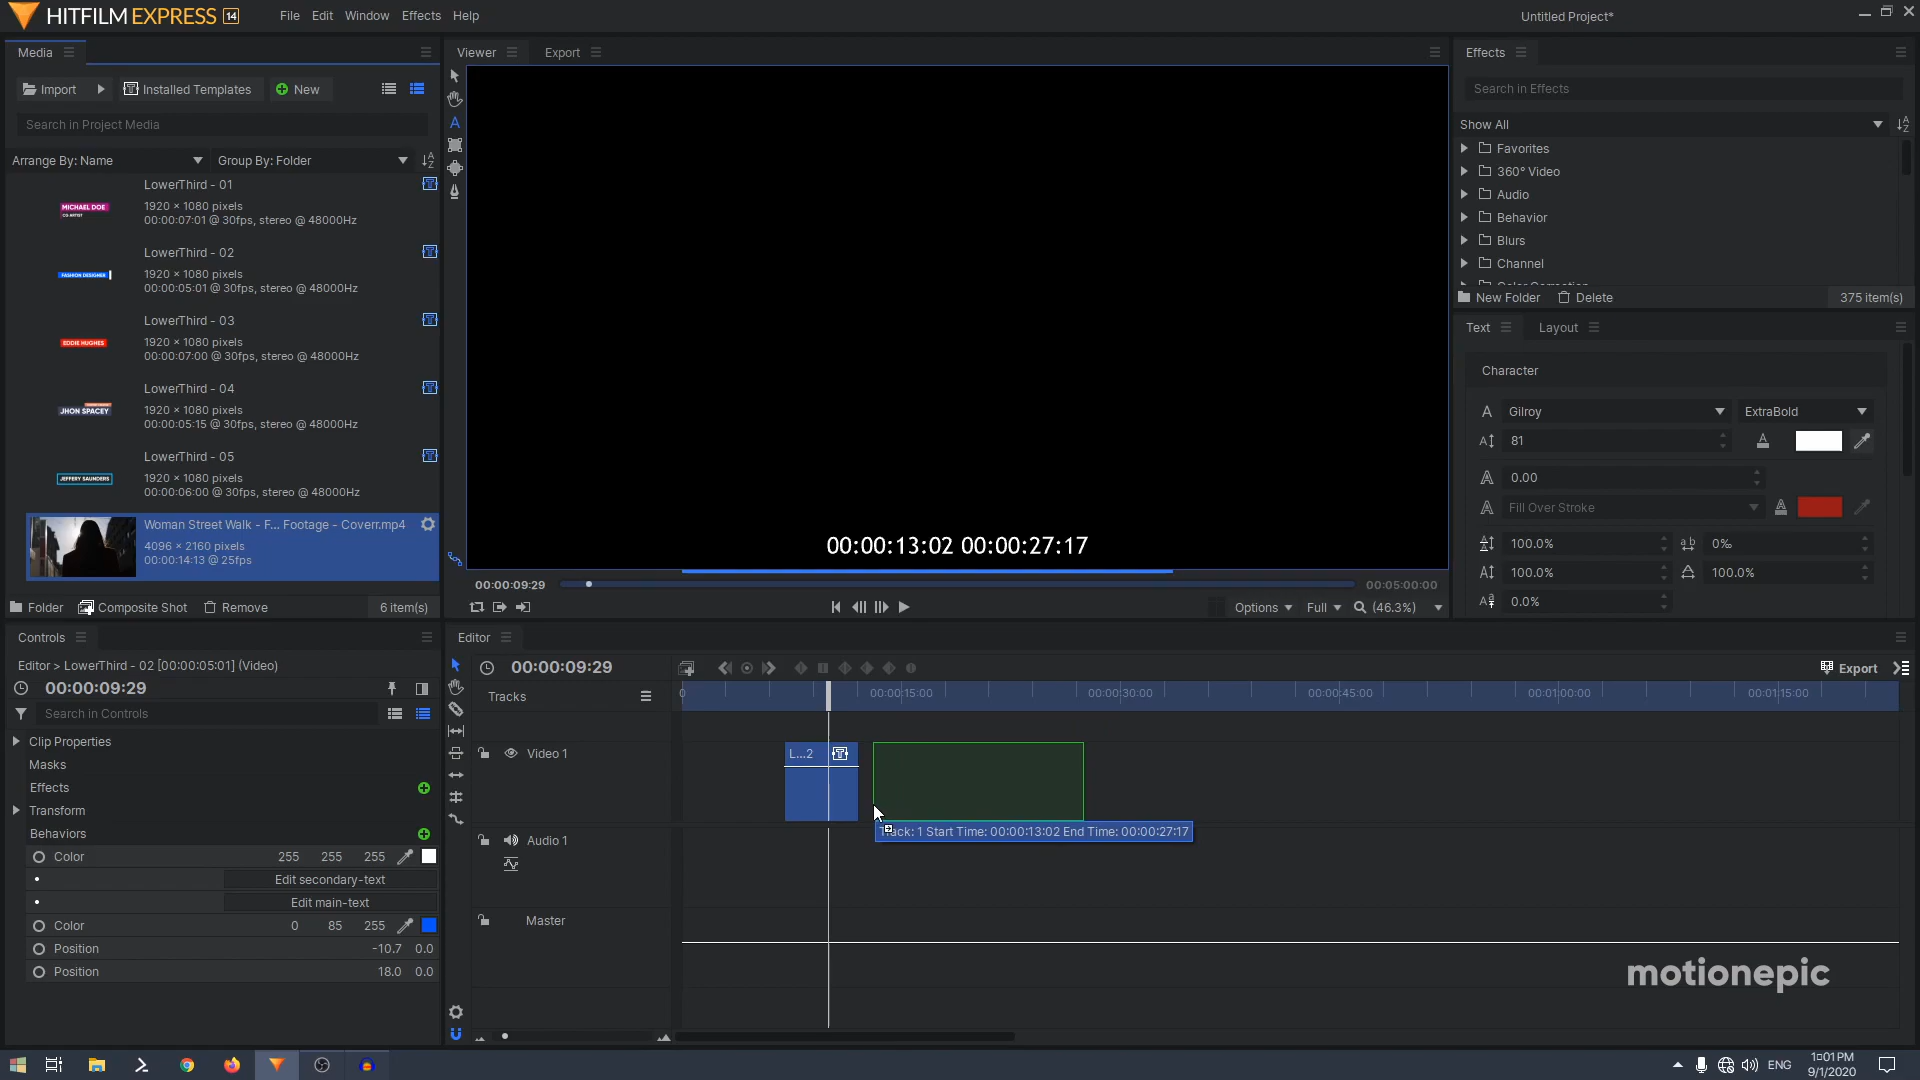 HITFILM EXPRESS 14
File Edit Window Effects Help
Untitled Project*
Media
Import
Installed Templates
New
Search in Project Media
Arrange By: Name
Group By: Folder
MICHAEL DOE
CG ARTIST
LowerThird - 01
1920 × 1080 pixels
00:00:07:01 @ 30fps, stereo @ 48000Hz
FASHION DESIGNER
LowerThird - 02
1920 × 1080 pixels
00:00:05:01 @ 30fps, stereo @ 48000Hz
EDDIE HUGHES
LowerThird - 03
1920 × 1080 pixels
00:00:07:00 @ 30fps, stereo @ 48000Hz
JHON SPACEY
LowerThird - 04
1920 × 1080 pixels
00:00:05:15 @ 30fps, stereo @ 48000Hz
JEFFERY SAUNDERS
LowerThird - 05
1920 × 1080 pixels
00:00:06:00 @ 30fps, stereo @ 48000Hz
Woman Street Walk - F... Footage - Coverr.mp4
4096 × 2160 pixels
00:00:14:13 @ 25fps
Folder
Composite Shot
Remove
6 item(s)
Viewer
Export
00:00:13:02 00:00:27:17
00:00:09:29
00:05:00:00
Options
Full
(46.3%)
Effects
Search in Effects
Show All
Favorites
360° Video
Audio
Behavior
Blurs
Channel
New Folder
Delete
375 item(s)
Text
Layout
Character
Gilroy
ExtraBold
81
0.00
Fill Over Stroke
100.0%
0‰
100.0%
100.0%
0.0%
Controls
Editor > LowerThird - 02 [00:00:05:01] (Video)
00:00:09:29
Search in Controls
Clip Properties
Masks
Effects
Transform
Behaviors
Color 255 255 255
Edit secondary-text
Edit main-text
Color 0 85 255
Position -10.7 0.0
Position 18.0 0.0
Editor
00:00:09:29
Export
Tracks
0 00:00:15:00 00:00:30:00 00:00:45:00 00:01:00:00 00:01:15:00
Video 1
L...2
Track: 1 Start Time: 00:00:13:02 End Time: 00:00:27:17
Audio 1
Master
motionepic
ENG
1:01 PM
9/1/2020